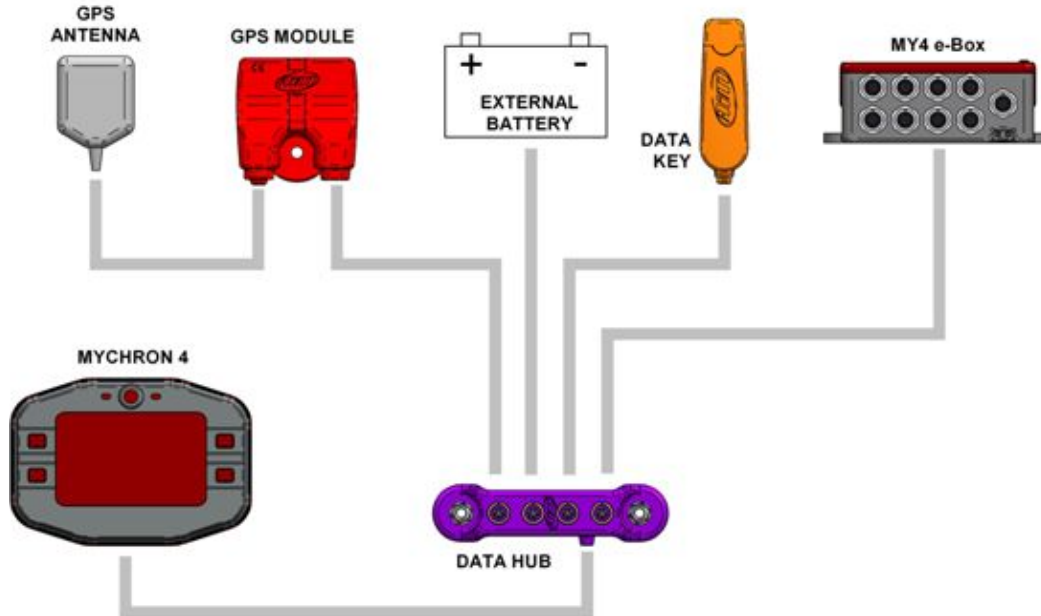 GPS
ANTENNA
GPS MODULE
+ -
EXTERNAL
BATTERY
DATA
KEY
MY4 e-Box
MYCHRON 4
DATA HUB